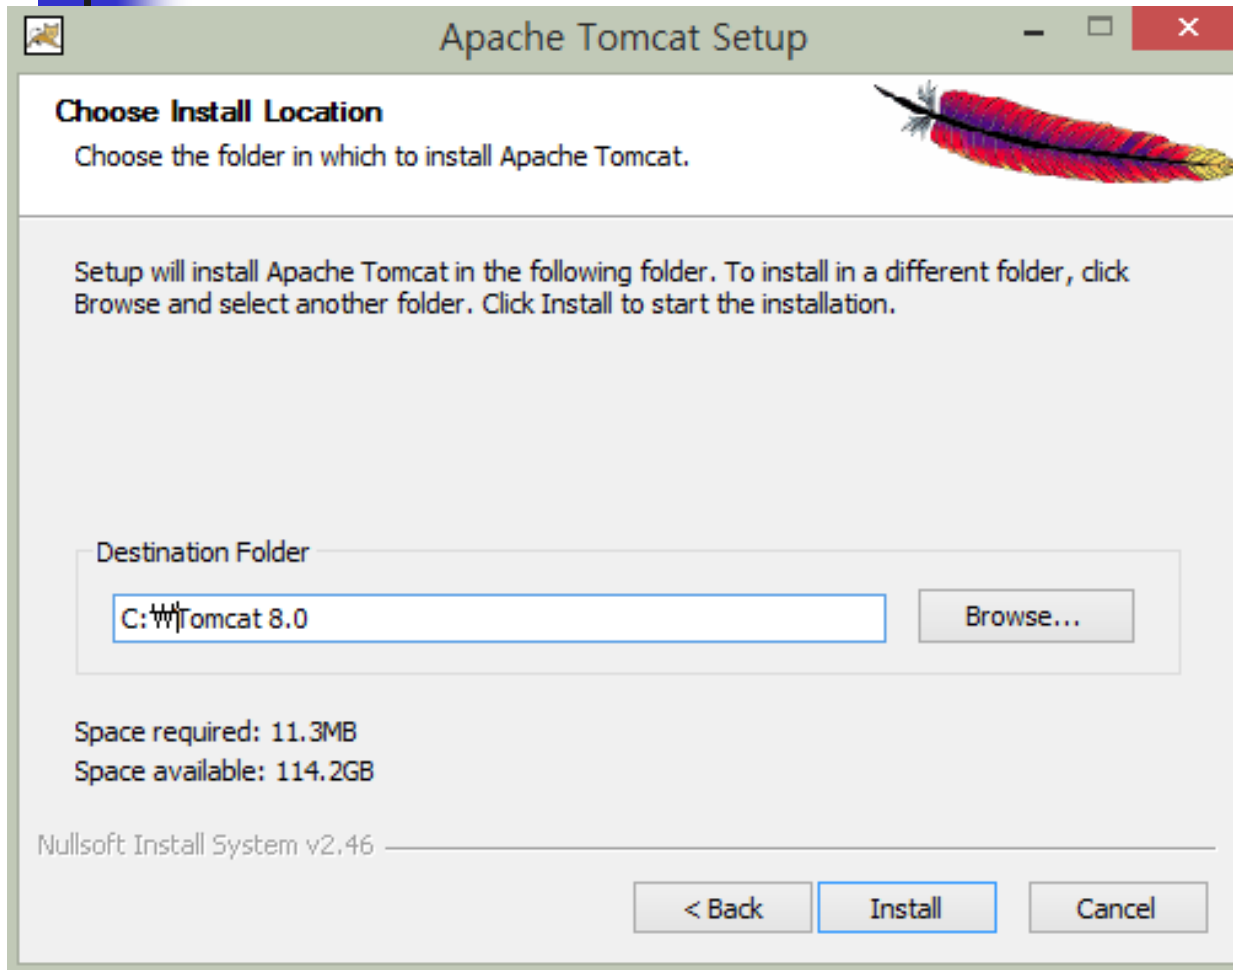 Apache Tomcat Setup
Choose Install Location
Choose the folder in which to install Apache Tomcat.
Setup will install Apache Tomcat in the following folder. To install in a different folder, click
Browse and select another folder. Click Install to start the installation.
Destination Folder
C:₩Tomcat 8.0
Browse...
Space required: 11.3MB
Space available: 114.2GB
Nullsoft Install System v2.46
< Back
Install
Cancel